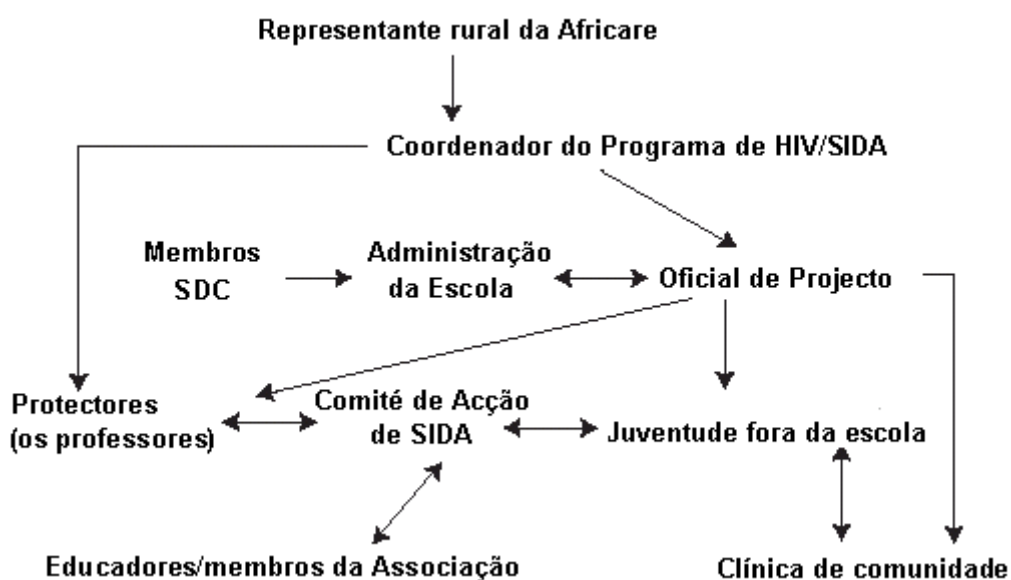 Representante rural da Africare
Coordenador do Programa de HIV/SIDA
Membros
SDC
Administração
da Escola
Oficial de Projecto
Protectores
(os professores)
Comité de Acção
de SIDA
Juventude fora da escola
Educadores/membros da Associação
Clínica de comunidade